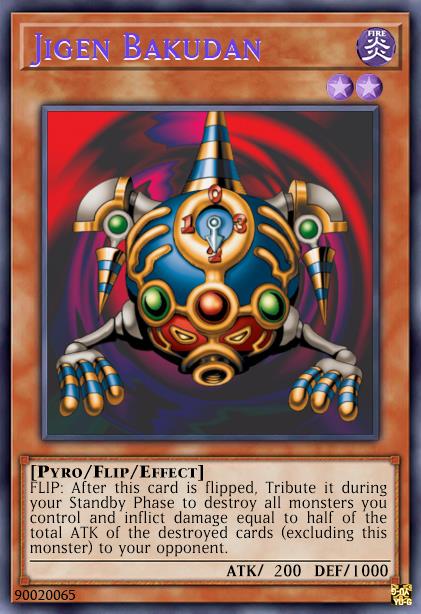 JIGEN BAKUDAN
FIRE
炎
0
1 3
2
[PYRO/FLIP/EFFECT]
FLIP: After this card is flipped, Tribute it during
your Standby Phase to destroy all monsters you
control and inflict damage equal to half of the
total ATK of the destroyed cards (excluding this
monster) to your opponent.
ATK/ 200 DEF/1000
90020065